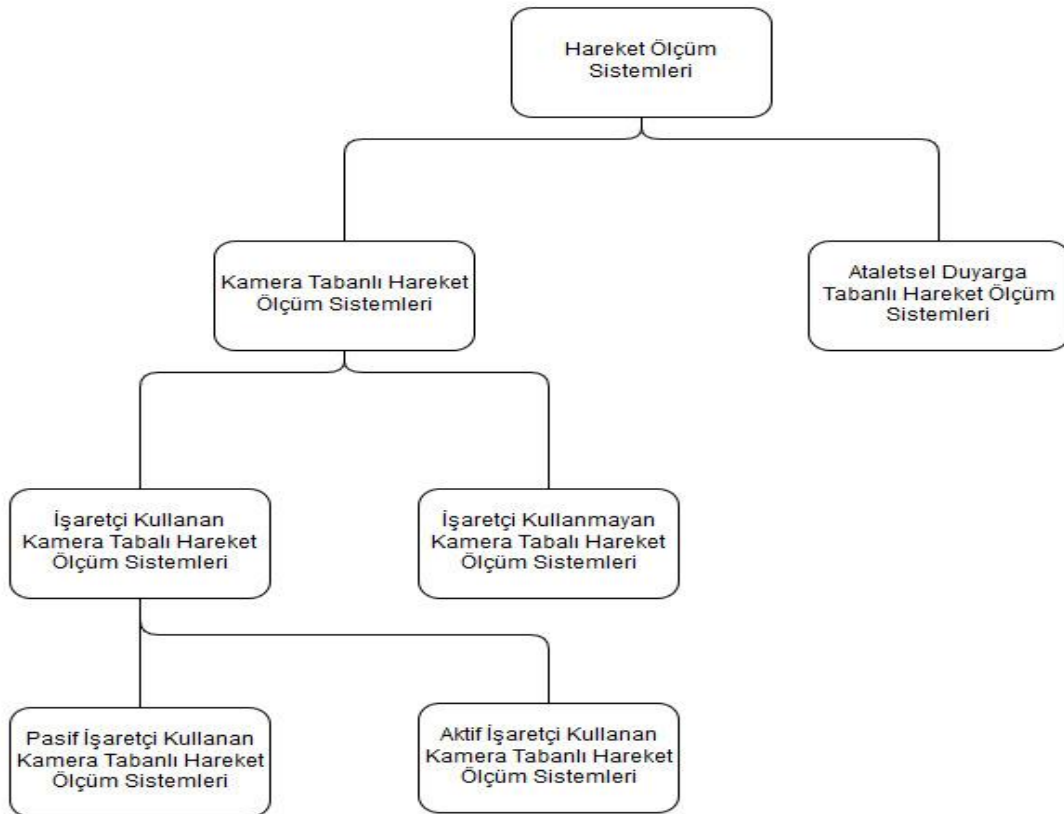 Hareket Ölçüm
Sistemleri
Kamera Tabanlı Hareket
Ölçüm Sistemleri
Ataletsel Duyarga
Tabanlı Hareket Ölçüm
Sistemleri
İşaretçi Kullanan
Kamera Tabalı Hareket
Ölçüm Sistemleri
İşaretçi Kullanmayan
Kamera Tabalı Hareket
Ölçüm Sistemleri
Pasif İşaretçi Kullanan
Kamera Tabanlı Hareket
Ölçüm Sistemleri
Aktif İşaretçi Kullanan
Kamera Tabanlı Hareket
Ölçüm Sistemleri